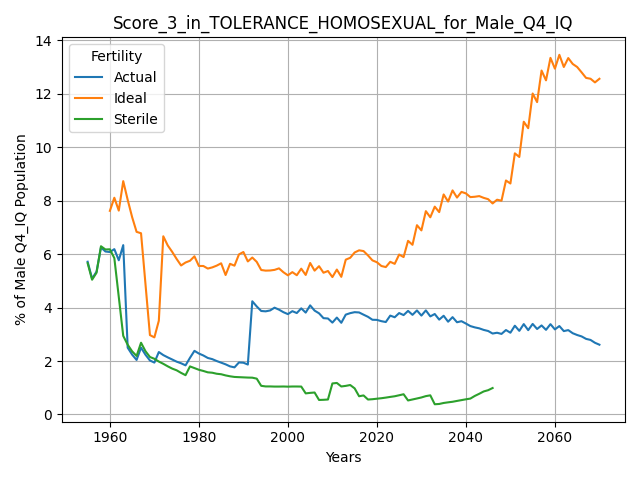 Score_3_in_TOLERANCE_HOMOSEXUAL_for_Male_Q4_IQ
Fertility
Actual
Ideal
Sterile
% of Male Q4_IQ Population
14
12
10
8
6
4
2
0
1960 1980 2000 2020 2040 2060
Years